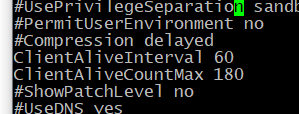 #UsePrivilegeSeparation sandb
#PermitUserEnvironment no
#Compression delayed
ClientAliveInterval 60
ClientAliveCountMax 180
#ShowPatchLevel no
#UseDNS yes